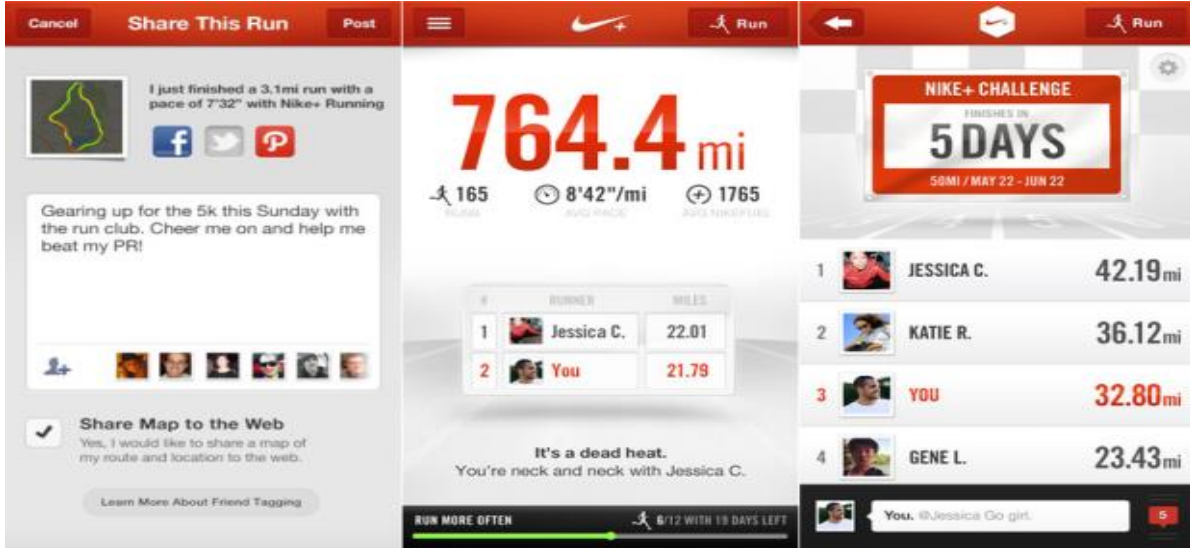 Cancel
Share This Run
Post
I just finished a 3.1mi run with a
pace of 7'32" with Nike+ Running
Gearing up for the 5k this Sunday with
the run club. Cheer me on and help me
beat my PR!
Share Map to the Web
Yes, I would like to share a map of
my route and location to the web.
Learn More About Friend Tagging
Run
764.4 mi
165
8'42"/mi
1765
RUNS
AVG PACE
AVG NIKEFUEL
# RUNNER MILES
1 Jessica C. 22.01
2 You 21.79
It's a dead heat.
You're neck and neck with Jessica C.
RUN MORE OFTEN
6/12 WITH 19 DAYS LEFT
Run
NIKE+ CHALLENGE
FINISHES IN
5 DAYS
50MI / MAY 22 - JUN 22
1 JESSICA C. 42.19mi
2 KATIE R. 36.12mi
3 YOU 32.80mi
4 GENE L. 23.43mi
You. @Jessica Go girl.
5